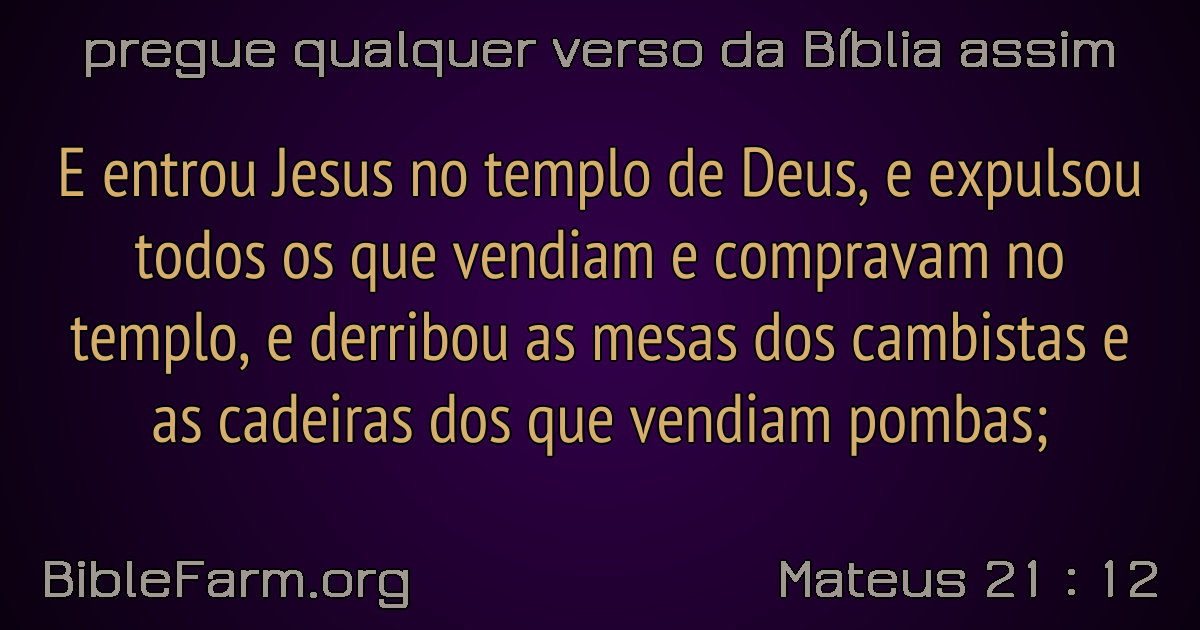 pregue qualquer verso da Bíblia assim
E entrou Jesus no templo de Deus, e expulsou
todos os que vendiam e compravam no
templo, e derribou as mesas dos cambistas e
as cadeiras dos que vendiam pombas;
BibleFarm.org
Mateus 21 : 12